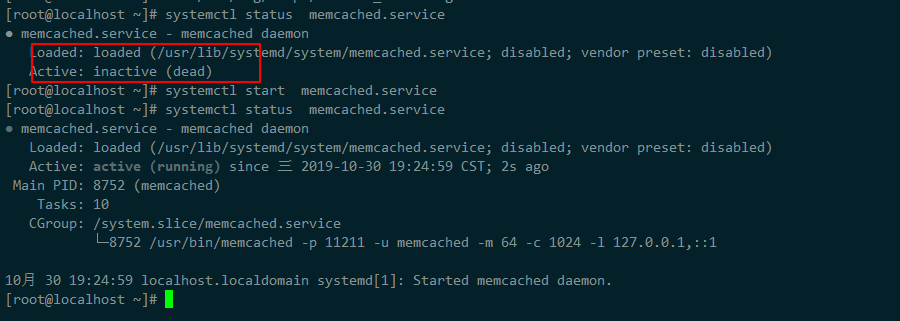 [root@localhost ~]# systemctl status  memcached.service
● memcached.service - memcached daemon
   Loaded: loaded (/usr/lib/systemd/system/memcached.service; disabled; vendor preset: disabled)
   Active: inactive (dead)
[root@localhost ~]# systemctl start  memcached.service
[root@localhost ~]# systemctl status  memcached.service
● memcached.service - memcached daemon
   Loaded: loaded (/usr/lib/systemd/system/memcached.service; disabled; vendor preset: disabled)
   Active: active (running) since 三 2019-10-30 19:24:59 CST; 2s ago
 Main PID: 8752 (memcached)
    Tasks: 10
   CGroup: /system.slice/memcached.service
           └─8752 /usr/bin/memcached -p 11211 -u memcached -m 64 -c 1024 -l 127.0.0.1,::1
10月 30 19:24:59 localhost.localdomain systemd[1]: Started memcached daemon.
[root@localhost ~]#